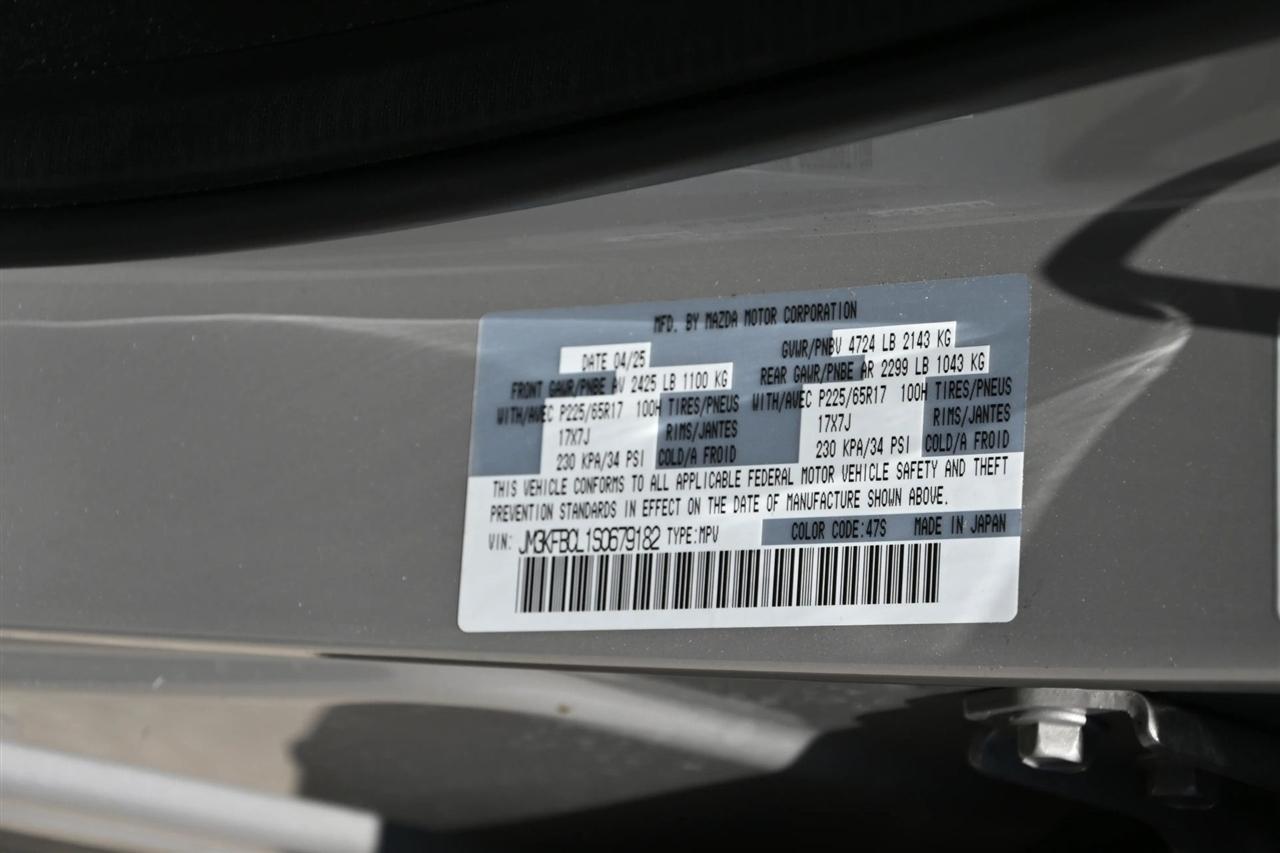 MFD. BY MAZDA MOTOR CORPORATION
DATE 04/25 GVWR/PNBV 4724 LB 2143 KG
FRONT GAWR/PNBE AV 2425 LB 1100 KG REAR GAWR/PNBE AR 2299 LB 1043 KG
WITH/AVEC P225/65R17 100H TIRES/PNEUS WITH/AVEC P225/65R17 100H TIRES/PNEUS
17X7J RIMS/JANTES 17X7J RIMS/JANTES
230 KPA/34 PSI COLD/A FROID 230 KPA/34 PSI COLD/A FROID
THIS VEHICLE CONFORMS TO ALL APPLICABLE FEDERAL MOTOR VEHICLE SAFETY AND THEFT
PREVENTION STANDARDS IN EFFECT ON THE DATE OF MANUFACTURE SHOWN ABOVE.
VIN: JM3KFBCL1S0679182 TYPE:MPV COLOR CODE:47S MADE IN JAPAN